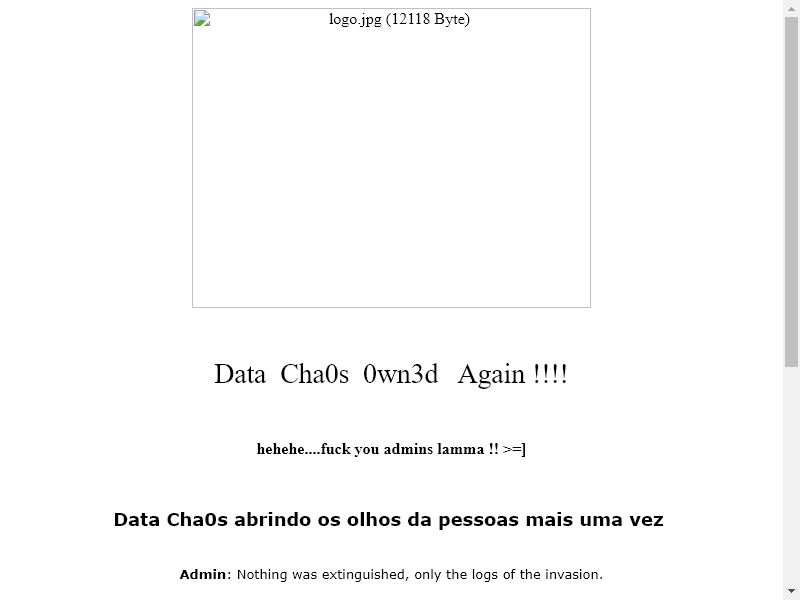 logo.jpg (12118 Byte)
Data Cha0s 0wn3d Again !!!!
hehehe....fuck you admins lamma !! >=]
Data Cha0s abrindo os olhos da pessoas mais uma vez
Admin: Nothing was extinguished, only the logs of the invasion.